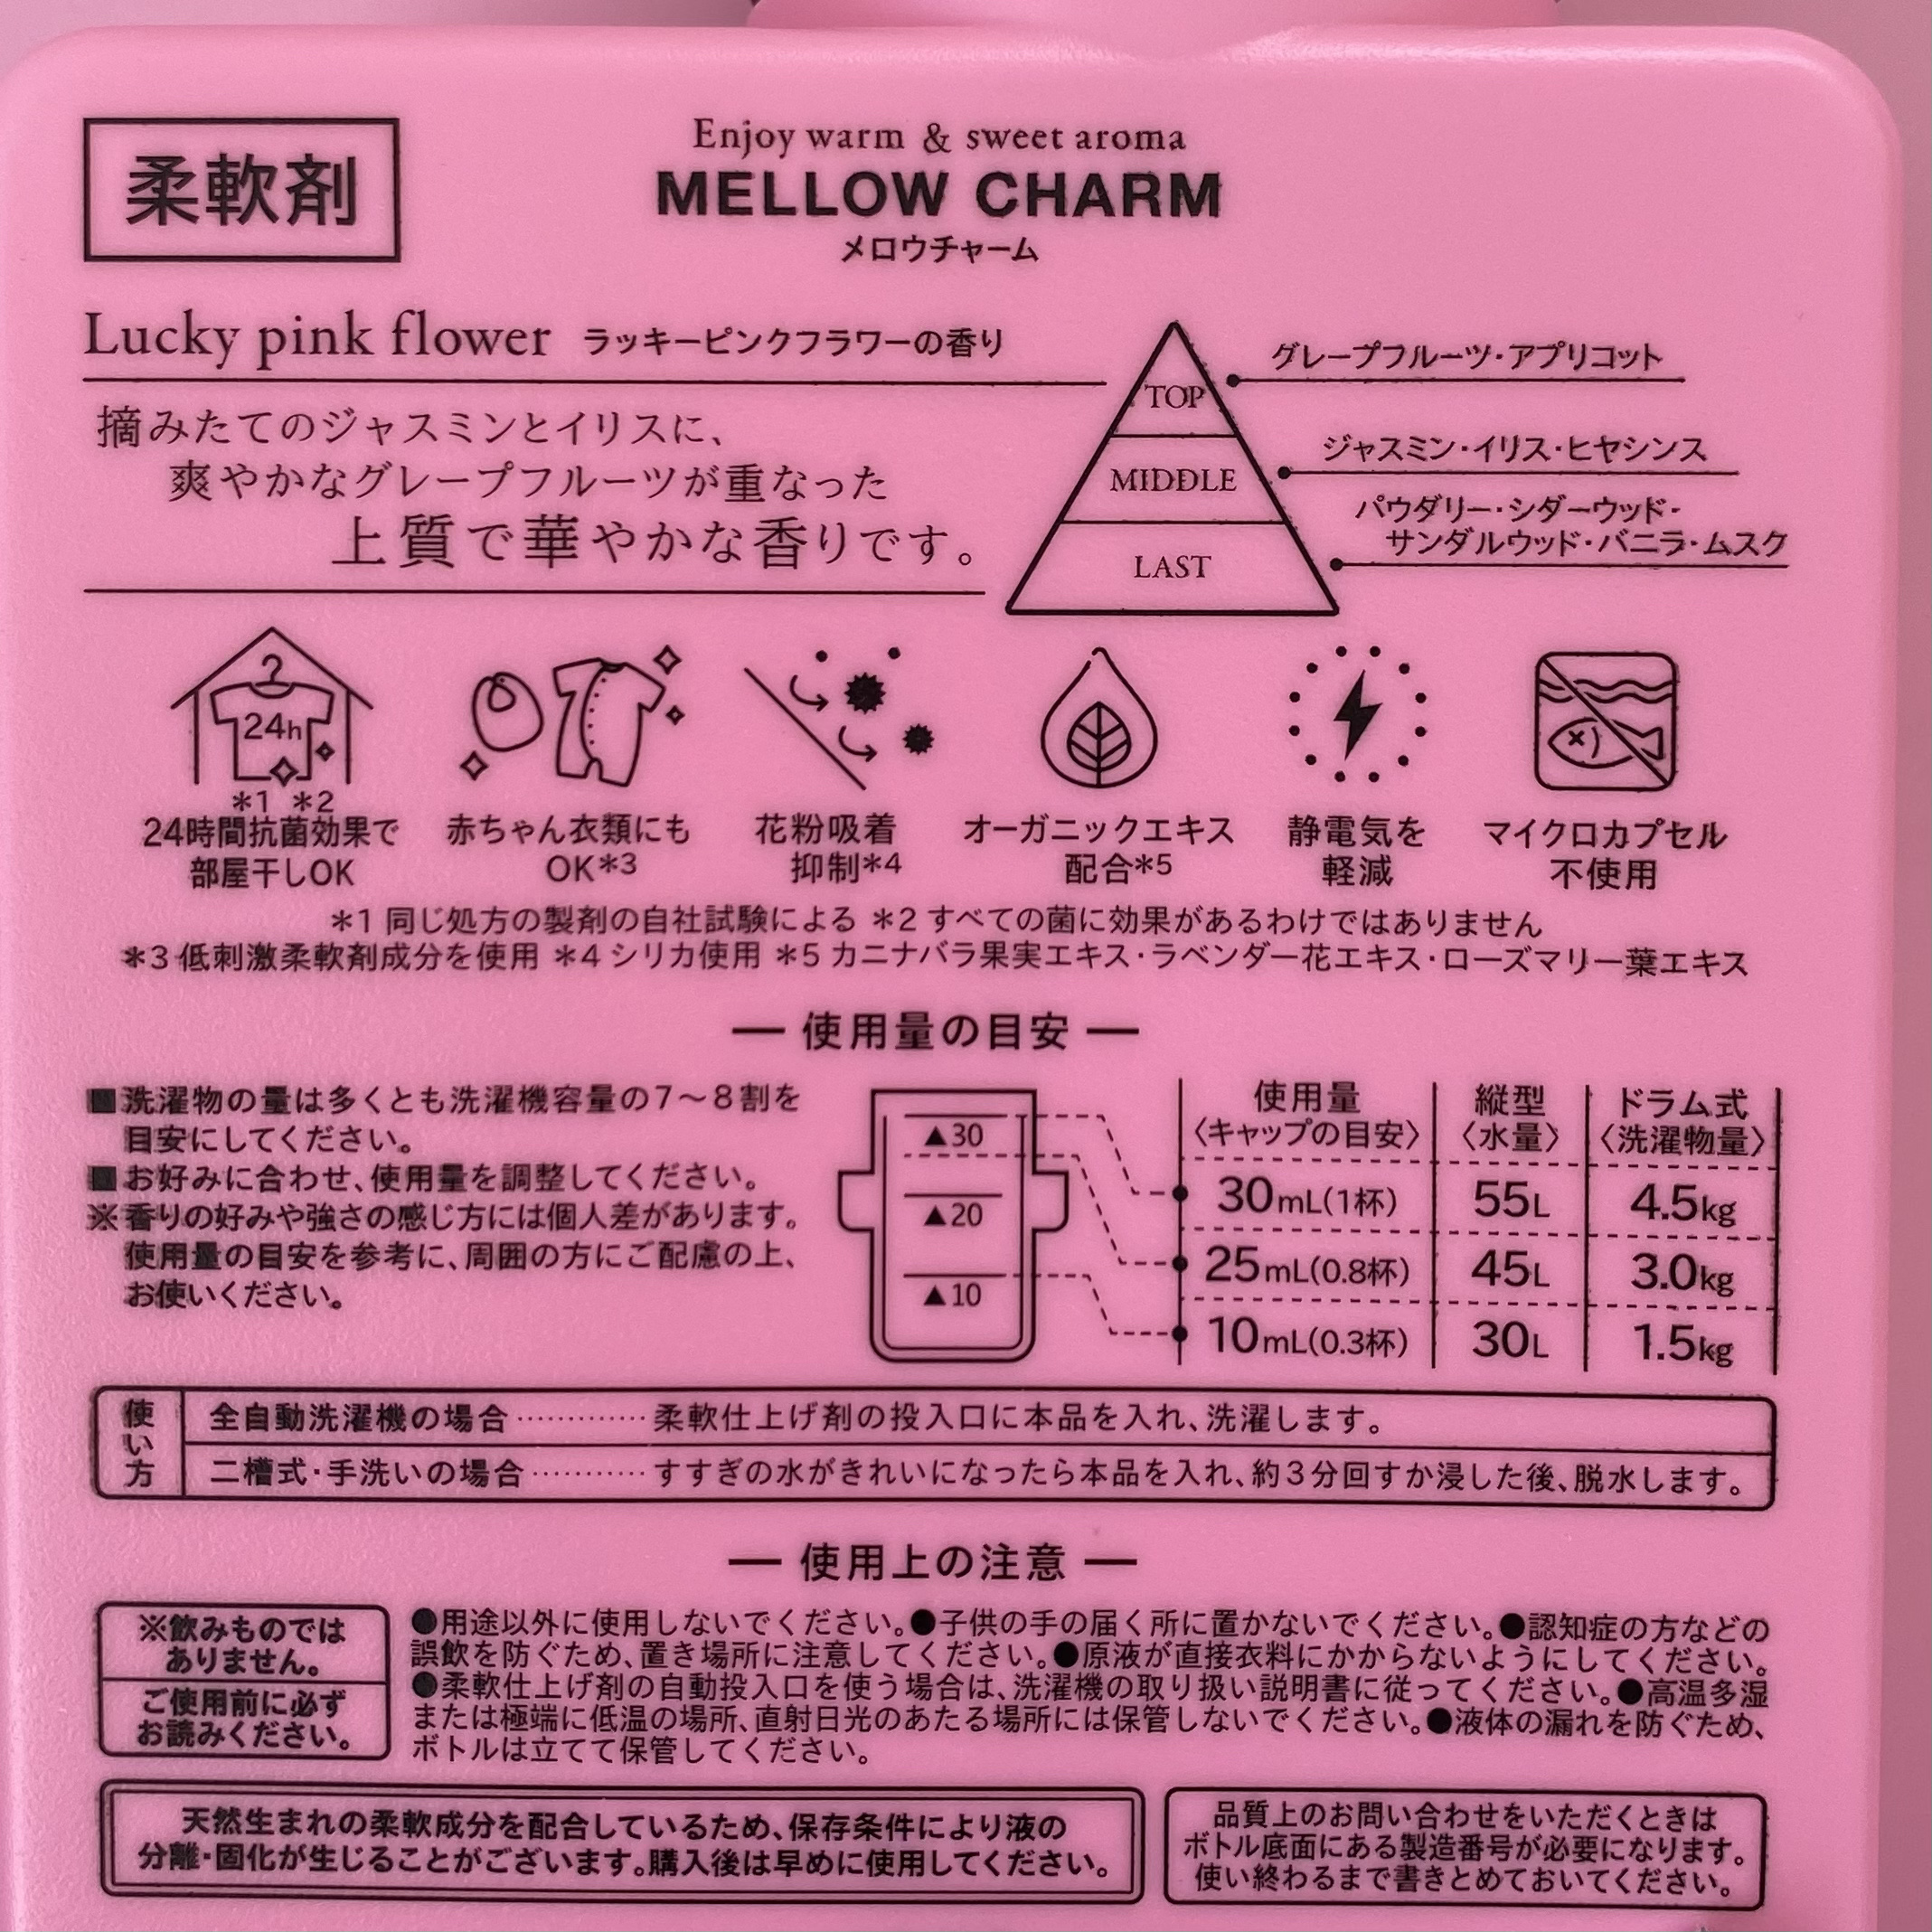 柔軟剤
Enjoy warm & sweet aroma
MELLOW CHARM
メロウチャーム
Lucky pink flower ラッキーピンクフラワーの香り
摘みたてのジャスミンとイリスに、
爽やかなグレープフルーツが重なった
上質で華やかな香りです。
TOP
グレープフルーツ・アプリコット
MIDDLE
ジャスミン・イリス・ヒヤシンス
LAST
パウダリー・シダーウッド・
サンダルウッド・バニラ・ムスク
24h
*1 *2
24時間抗菌効果で
部屋干しOK
赤ちゃん衣類にも
OK*3
花粉吸着
抑制*4
オーガニックエキス
配合*5
静電気を
軽減
マイクロカプセル
不使用
*1 同じ処方の製剤の自社試験による *2 すべての菌に効果があるわけではありません
*3 低刺激柔軟剤成分を使用 *4 シリカ使用 *5 カニナバラ果実エキス・ラベンダー花エキス・ローズマリー葉エキス
― 使用量の目安 ―
■洗濯物の量は多くとも洗濯機容量の7〜8割を
目安にしてください。
■お好みに合わせ、使用量を調整してください。
※香りの好みや強さの感じ方には個人差があります。
使用量の目安を参考に、周囲の方にご配慮の上、
お使いください。
▲30
▲20
▲10
使用量 縦型 ドラム式
〈キャップの目安〉 〈水量〉 〈洗濯物量〉
30mL(1杯) 55L 4.5kg
25mL(0.8杯) 45L 3.0kg
10mL(0.3杯) 30L 1.5kg
使い方
全自動洗濯機の場合…………柔軟仕上げ剤の投入口に本品を入れ、洗濯します。
二槽式・手洗いの場合…………すすぎの水がきれいになったら本品を入れ、約3分回すか浸した後、脱水します。
― 使用上の注意 ―
※飲みものでは
ありません。
ご使用前に必ず
お読みください。
●用途以外に使用しないでください。●子供の手の届く所に置かないでください。●認知症の方などの
誤飲を防ぐため、置き場所に注意してください。●原液が直接衣料にかからないようにしてください。
●柔軟仕上げ剤の自動投入口を使う場合は、洗濯機の取り扱い説明書に従ってください。●高温多湿
または極端に低温の場所、直射日光のあたる場所には保管しないでください。●液体の漏れを防ぐため、
ボトルは立てて保管してください。
天然生まれの柔軟成分を配合しているため、保存条件により液の
分離・固化が生じることがございます。購入後は早めに使用してください。
品質上のお問い合わせをいただくときは
ボトル底面にある製造番号が必要になります。
使い終わるまで書きとめておいてください。